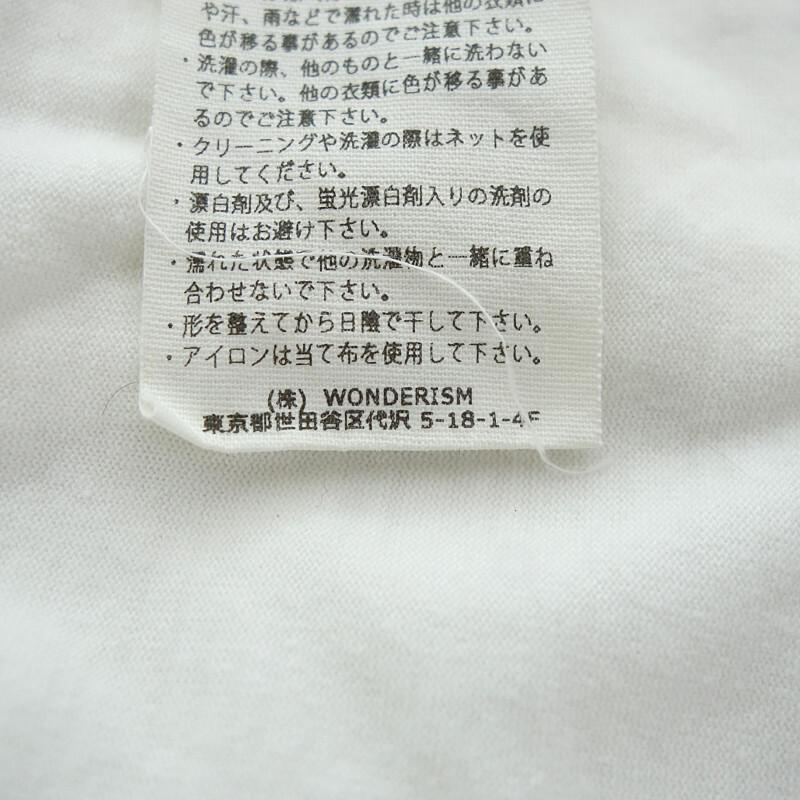 や汗、雨などで濡れた時は他の衣類に
色が移る事があるのでご注意下さい。
・洗濯の際、他のものと一緒に洗わない
で下さい。他の衣類に色が移る事があ
るのでご注意下さい。
・クリーニングや洗濯の際はネットを使
用してください。
・漂白剤及び、蛍光漂白剤入りの洗剤の
使用はお避け下さい。
・濡れた状態で他の洗濯物と一緒に重ね
合わせないで下さい。
・形を整えてから日陰で干して下さい。
・アイロンは当て布を使用して下さい。
(株) WONDERISM
東京都世田谷区代沢 5-18-1-4F